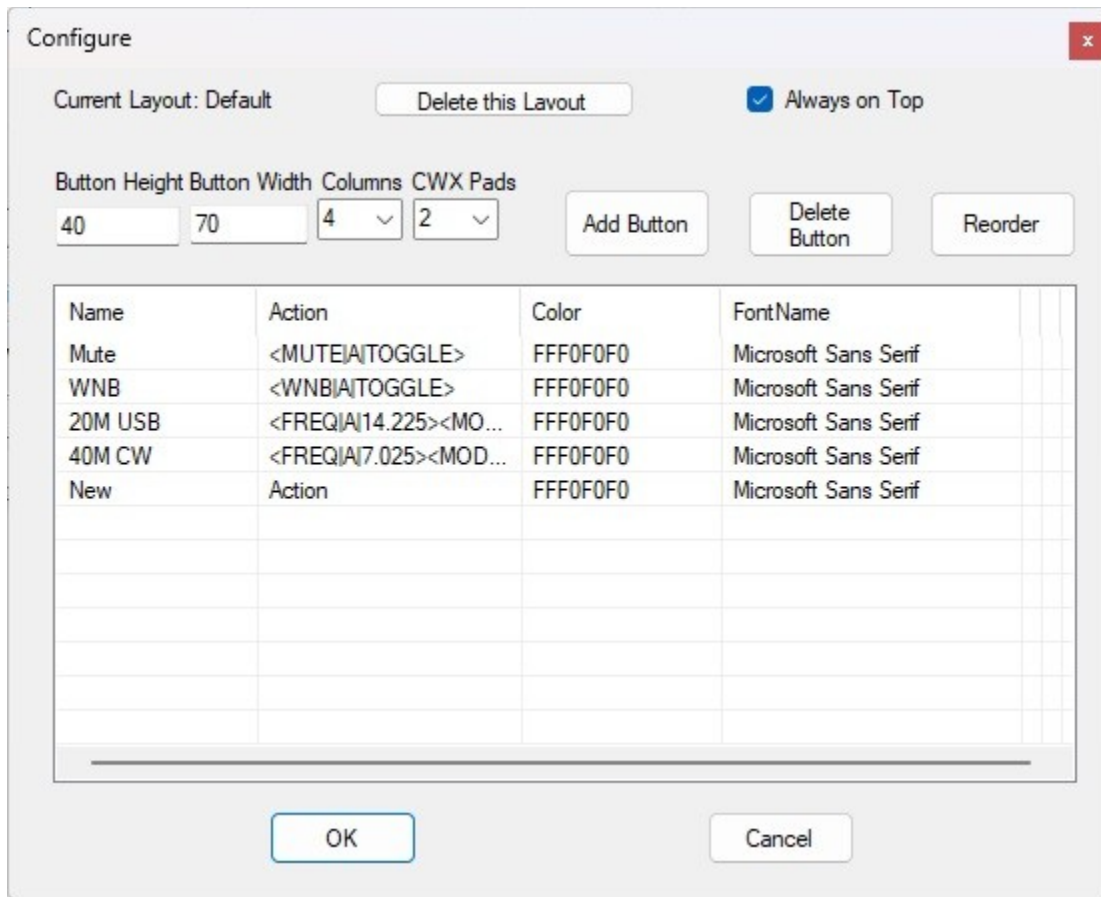 Configure
x
Current Layout: Default Delete this Layout Always on Top
Button Height Button Width Columns CWX Pads
40 70 4 2 Add Button Delete Button Reorder
Name Action Color FontName
Mute <MUTE|A|TOGGLE> FFF0F0F0 Microsoft Sans Serif
WNB <WNB|A|TOGGLE> FFF0F0F0 Microsoft Sans Serif
20M USB <FREQ|A|14.225><MO... FFF0F0F0 Microsoft Sans Serif
40M CW <FREQ|A|7.025><MOD... FFF0F0F0 Microsoft Sans Serif
New Action FFF0F0F0 Microsoft Sans Serif
OK Cancel